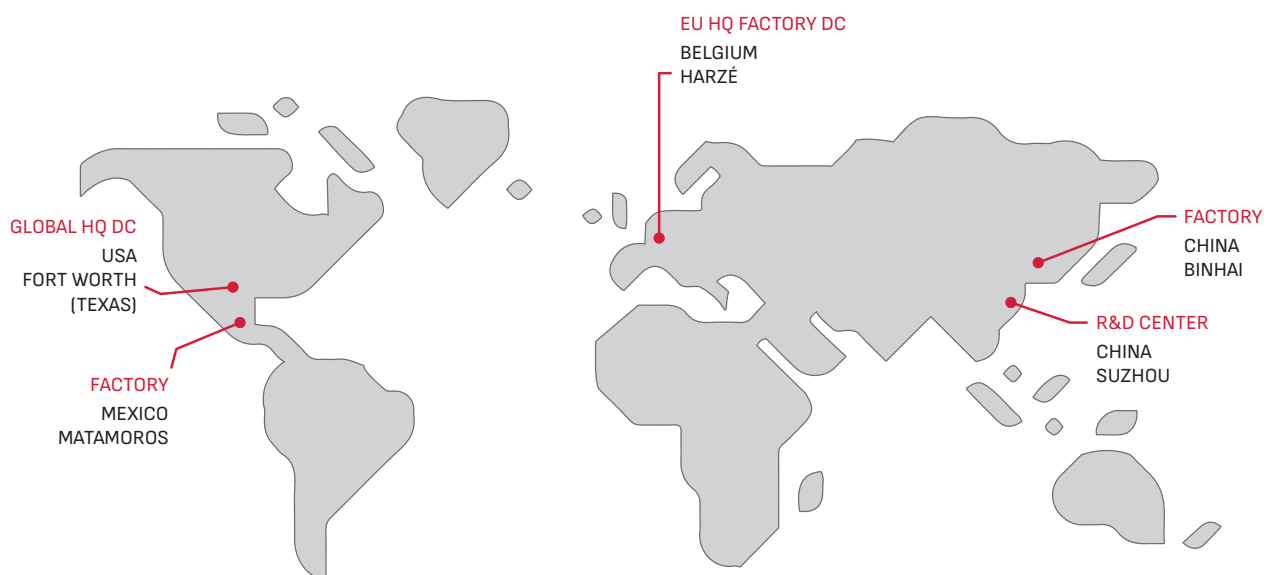 EU HQ FACTORY DC
BELGIUM
HARZÉ
GLOBAL HQ DC
USA
FORT WORTH
(TEXAS)
FACTORY
MEXICO
MATAMOROS
FACTORY
CHINA
BINHAI
R&D CENTER
CHINA
SUZHOU